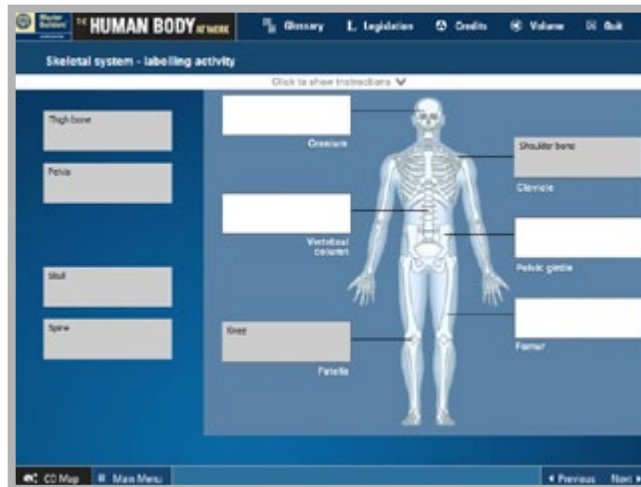 Master Builders THE HUMAN BODY AT WORK Glossary L Legislation Credits Volume Quit
Skeletal system - labelling activity
Click to show instructions
Thigh bone
Pelvis
Skull
Spine
Cranium
Vertebral column
Knee
Patella
Shoulder bone
Clavicle
Pelvic girdle
Femur
CD Map Main Menu Previous Next